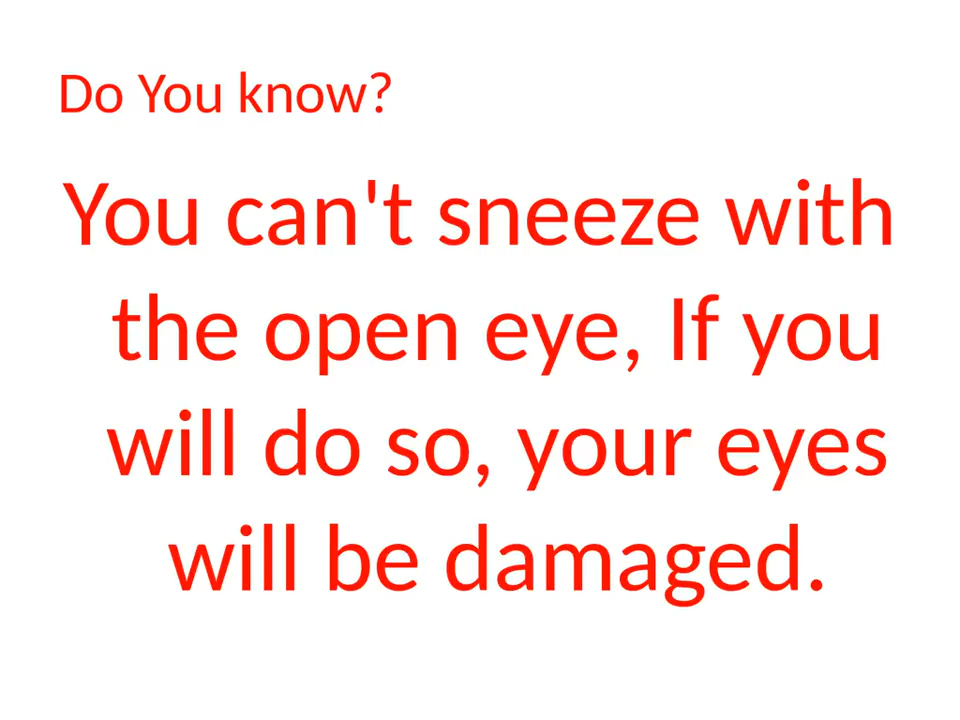 Do You know?
You can't sneeze with
the open eye, If you
will do so, your eyes
will be damaged.